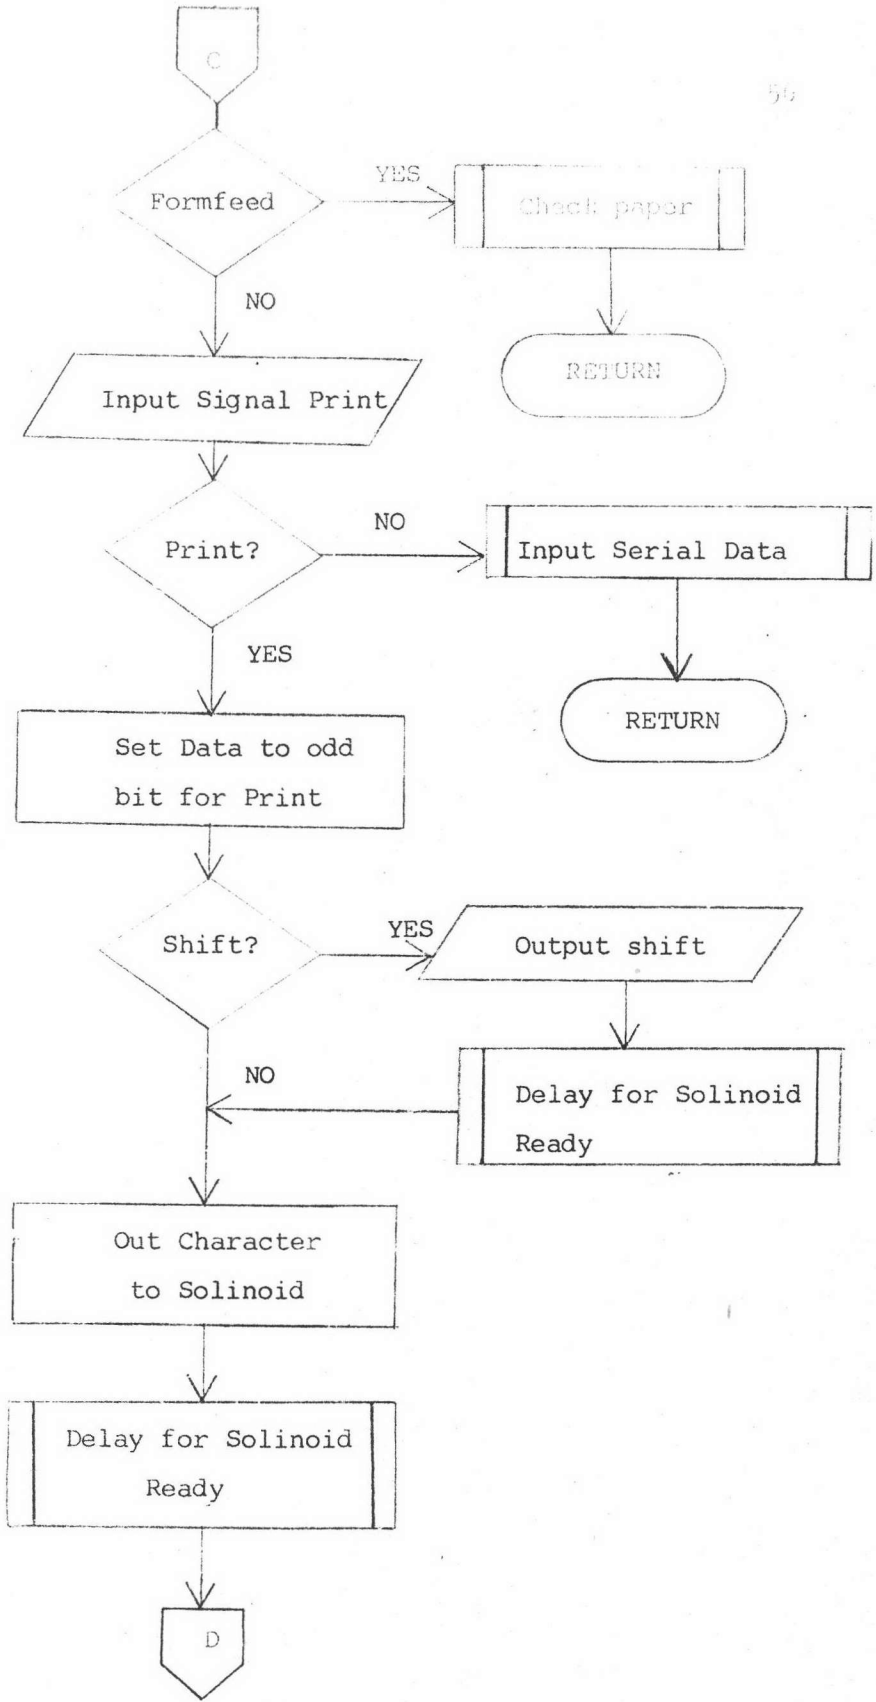 C
YES
Formfeed
Check paper
NO
RETURN
Input Signal Print
NO
Print?
Input Serial Data
YES
RETURN
Set Data to odd
bit for Print
YES
Shift?
Output shift
NO
Delay for Solinoid
Ready
Out Character
to Solinoid
Delay for Solinoid
Ready
D